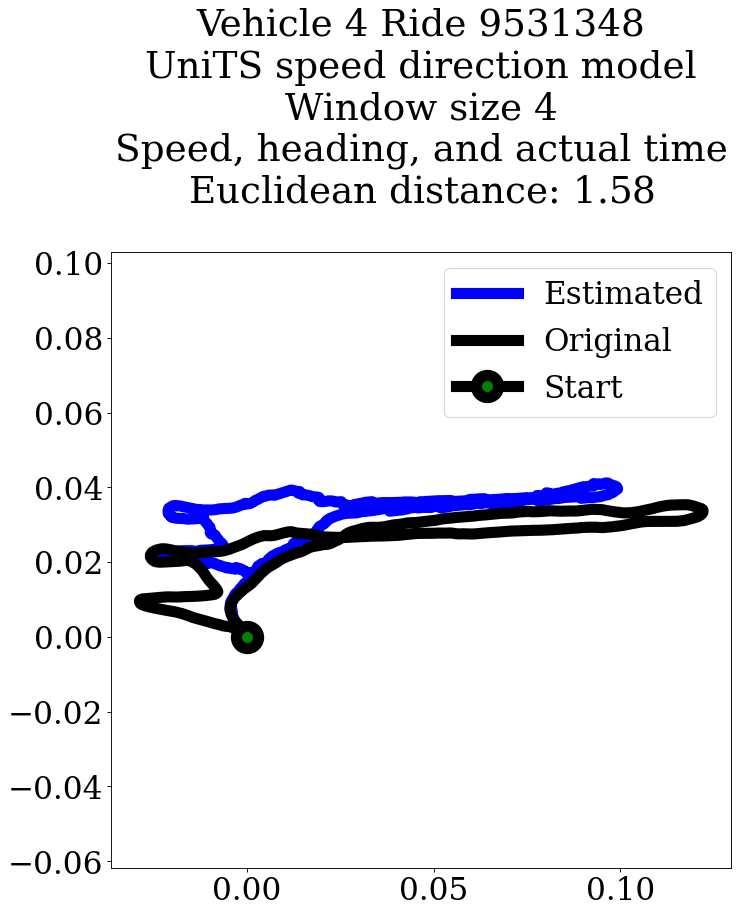 Vehicle 4 Ride 9531348
UniTS speed direction model
Window size 4
Speed, heading, and actual time
Euclidean distance: 1.58
Estimated
Original
Start
0.10
0.08
0.06
0.04
0.02
0.00
−0.02
−0.04
−0.06
0.00 0.05 0.10